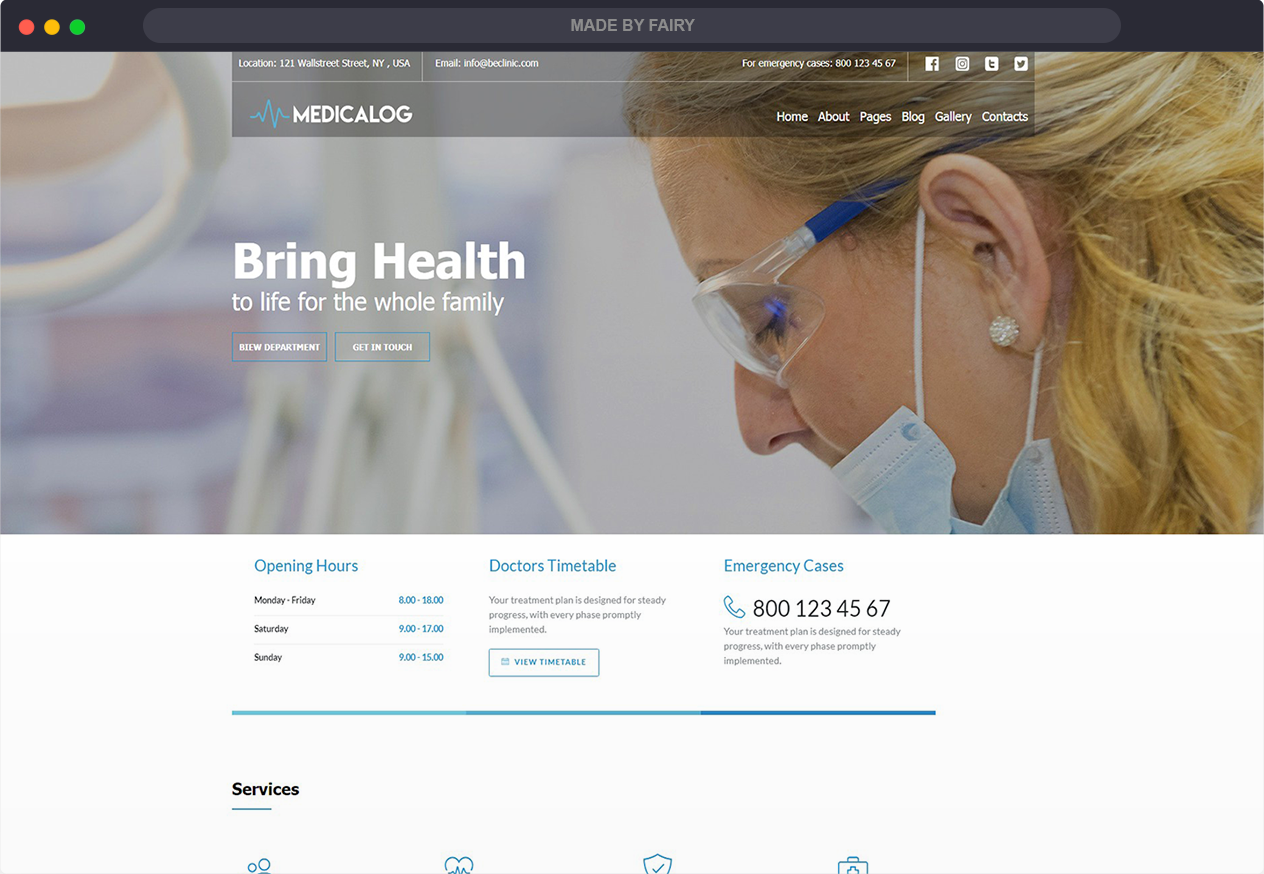 MADE BY FAIRY
Location: 121 Wallstreet Street, NY , USA
Email: info@beclinic.com
For emergency cases: 800 123 45 67
MEDICALOG
Home About Pages Blog Gallery Contacts
Bring Health
to life for the whole family
BIEW DEPARTMENT
GET IN TOUCH
Opening Hours
Monday - Friday 8.00 - 18.00
Saturday 9.00 - 17.00
Sunday 9.00 - 15.00
Doctors Timetable
Your treatment plan is designed for steady
progress, with every phase promptly
implemented.
VIEW TIMETABLE
Emergency Cases
800 123 45 67
Your treatment plan is designed for steady
progress, with every phase promptly
implemented.
Services